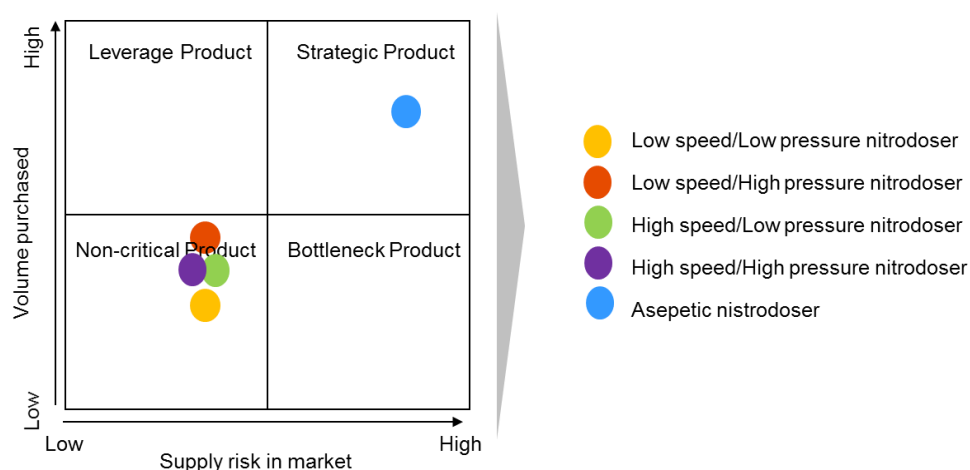 High
Leverage Product
Strategic Product
Volume purchased
Non-critical Product
Bottleneck Product
Low
Low
High
Supply risk in market
Low speed/Low pressure nitrodoser
Low speed/High pressure nitrodoser
High speed/Low pressure nitrodoser
High speed/High pressure nitrodoser
Asepetic nistrodoser